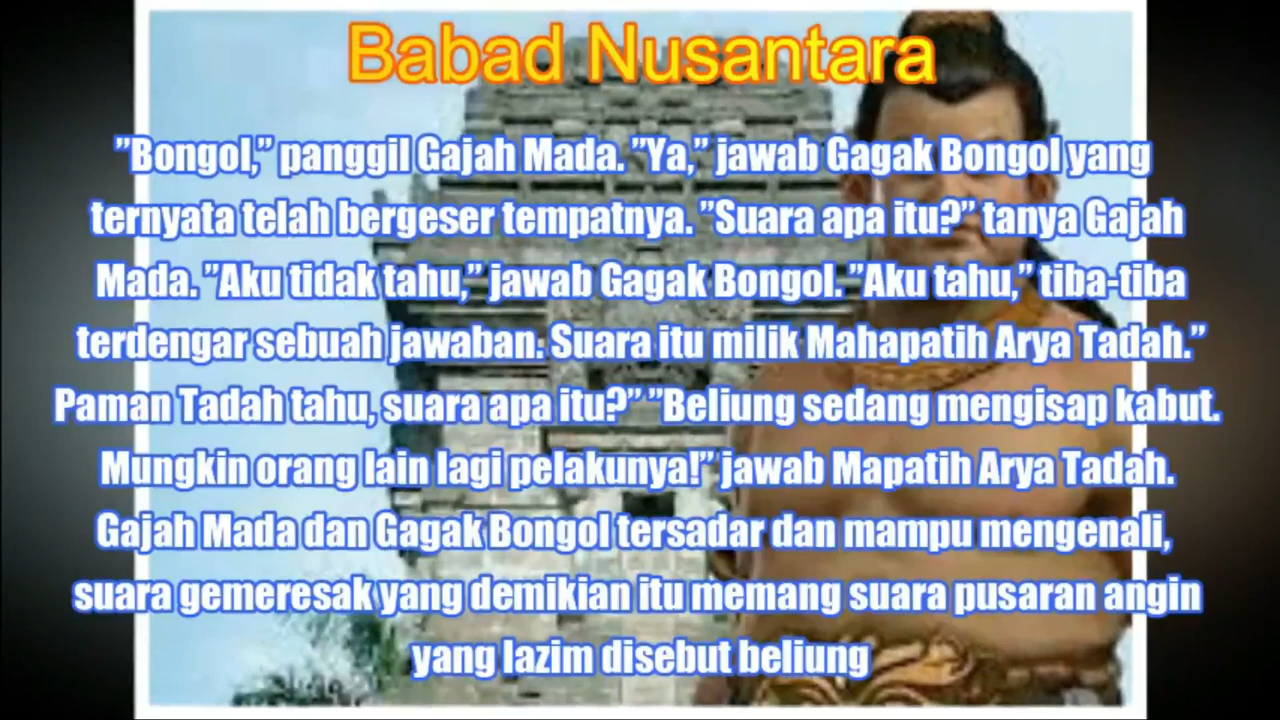 Babad Nusantara
”Bongol,” panggil Gajah Mada. ”Ya,” jawab Gagak Bongol yang
ternyata telah bergeser tempatnya. ”Suara apa itu?” tanya Gajah
Mada. ”Aku tidak tahu,” jawab Gagak Bongol. ”Aku tahu,” tiba-tiba
terdengar sebuah jawaban. Suara itu milik Mahapatih Arya Tadah.”
Paman Tadah tahu, suara apa itu?” ”Beliung sedang mengisap kabut.
Mungkin orang lain lagi pelakunya!” jawab Mapatih Arya Tadah.
Gajah Mada dan Gagak Bongol tersadar dan mampu mengenali,
suara gemeresak yang demikian itu memang suara pusaran angin
yang lazim disebut beliung